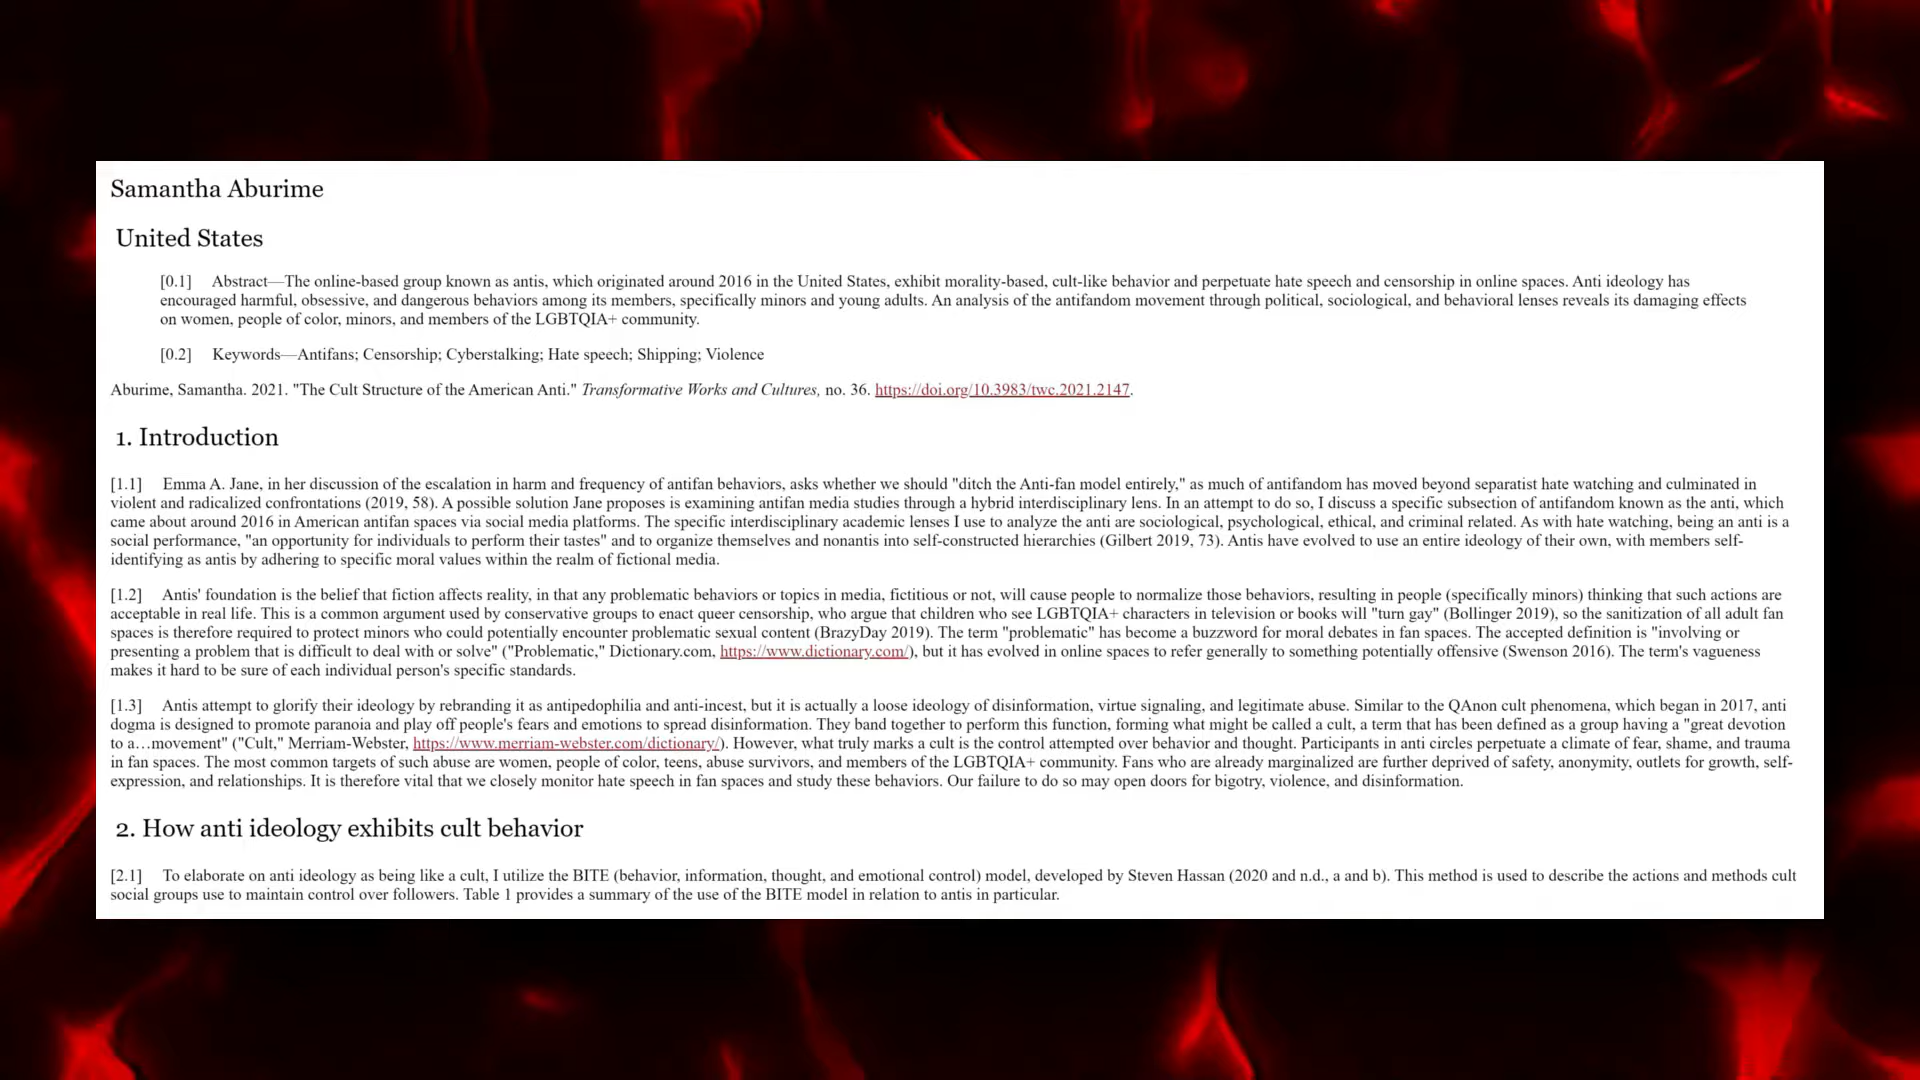 Samantha Aburime
United States
[0.1] Abstract—The online-based group known as antis, which originated around 2016 in the United States, exhibit morality-based, cult-like behavior and perpetuate hate speech and censorship in online spaces. Anti ideology has
encouraged harmful, obsessive, and dangerous behaviors among its members, specifically minors and young adults. An analysis of the antifandom movement through political, sociological, and behavioral lenses reveals its damaging effects
on women, people of color, minors, and members of the LGBTQIA+ community.
[0.2] Keywords—Antifans; Censorship; Cyberstalking; Hate speech; Shipping; Violence
Aburime, Samantha. 2021. "The Cult Structure of the American Anti." Transformative Works and Cultures, no. 36. https://doi.org/10.3983/twc.2021.2147.
1. Introduction
[1.1] Emma A. Jane, in her discussion of the escalation in harm and frequency of antifan behaviors, asks whether we should "ditch the Anti-fan model entirely," as much of antifandom has moved beyond separatist hate watching and culminated in
violent and radicalized confrontations (2019, 58). A possible solution Jane proposes is examining antifan media studies through a hybrid interdisciplinary lens. In an attempt to do so, I discuss a specific subsection of antifandom known as the anti, which
came about around 2016 in American antifan spaces via social media platforms. The specific interdisciplinary academic lenses I use to analyze the anti are sociological, psychological, ethical, and criminal related. As with hate watching, being an anti is a
social performance, "an opportunity for individuals to perform their tastes" and to organize themselves and nonantis into self-constructed hierarchies (Gilbert 2019, 73). Antis have evolved to use an entire ideology of their own, with members self-
identifying as antis by adhering to specific moral values within the realm of fictional media.
[1.2] Antis' foundation is the belief that fiction affects reality, in that any problematic behaviors or topics in media, fictitious or not, will cause people to normalize those behaviors, resulting in people (specifically minors) thinking that such actions are
acceptable in real life. This is a common argument used by conservative groups to enact queer censorship, who argue that children who see LGBTQIA+ characters in television or books will "turn gay" (Bollinger 2019), so the sanitization of all adult fan
spaces is therefore required to protect minors who could potentially encounter problematic sexual content (BrazyDay 2019). The term "problematic" has become a buzzword for moral debates in fan spaces. The accepted definition is "involving or
presenting a problem that is difficult to deal with or solve" ("Problematic," Dictionary.com, https://www.dictionary.com/), but it has evolved in online spaces to refer generally to something potentially offensive (Swenson 2016). The term's vagueness
makes it hard to be sure of each individual person's specific standards.
[1.3] Antis attempt to glorify their ideology by rebranding it as antipedophilia and anti-incest, but it is actually a loose ideology of disinformation, virtue signaling, and legitimate abuse. Similar to the QAnon cult phenomena, which began in 2017, anti
dogma is designed to promote paranoia and play off people's fears and emotions to spread disinformation. They band together to perform this function, forming what might be called a cult, a term that has been defined as a group having a "great devotion
to a…movement" ("Cult," Merriam-Webster, https://www.merriam-webster.com/dictionary/). However, what truly marks a cult is the control attempted over behavior and thought. Participants in anti circles perpetuate a climate of fear, shame, and trauma
in fan spaces. The most common targets of such abuse are women, people of color, teens, abuse survivors, and members of the LGBTQIA+ community. Fans who are already marginalized are further deprived of safety, anonymity, outlets for growth, self-
expression, and relationships. It is therefore vital that we closely monitor hate speech in fan spaces and study these behaviors. Our failure to do so may open doors for bigotry, violence, and disinformation.
2. How anti ideology exhibits cult behavior
[2.1] To elaborate on anti ideology as being like a cult, I utilize the BITE (behavior, information, thought, and emotional control) model, developed by Steven Hassan (2020 and n.d., a and b). This method is used to describe the actions and methods cult
social groups use to maintain control over followers. Table 1 provides a summary of the use of the BITE model in relation to antis in particular.